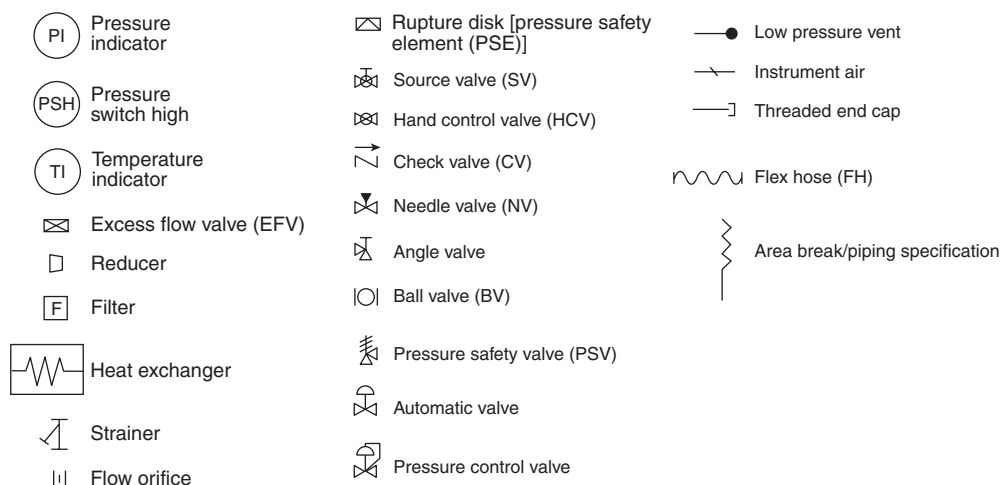 PI
Pressure
indicator
PSH
Pressure
switch high
TI
Temperature
indicator
Excess flow valve (EFV)
Reducer
F
Filter
Heat exchanger
Strainer
Flow orifice
Rupture disk [pressure safety
element (PSE)]
Source valve (SV)
Hand control valve (HCV)
Check valve (CV)
Needle valve (NV)
Angle valve
Ball valve (BV)
Pressure safety valve (PSV)
Automatic valve
Pressure control valve
Low pressure vent
Instrument air
Threaded end cap
Flex hose (FH)
Area break/piping specification